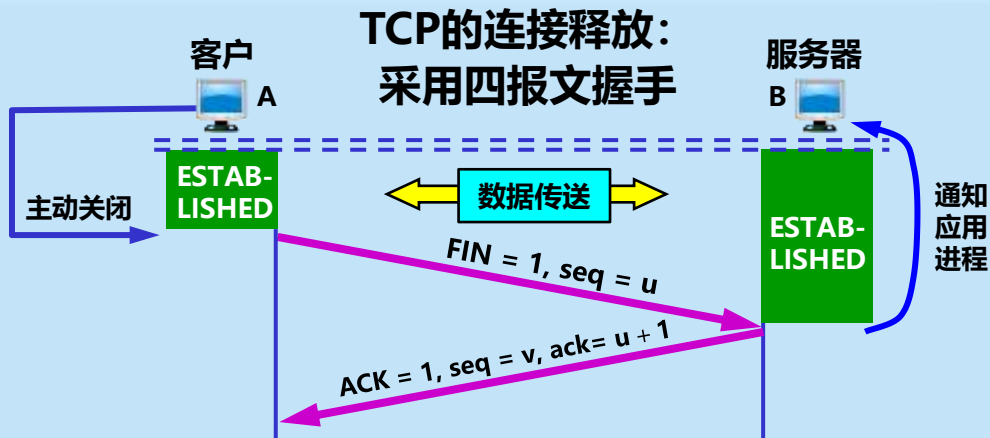 TCP的连接释放：
采用四报文握手
客户
A
服务器
B
ESTAB-
LISHED
主动关闭
数据传送
ESTAB-
LISHED
通知
应用
进程
FIN = 1, seq = u
ACK = 1, seq = v, ack= u + 1